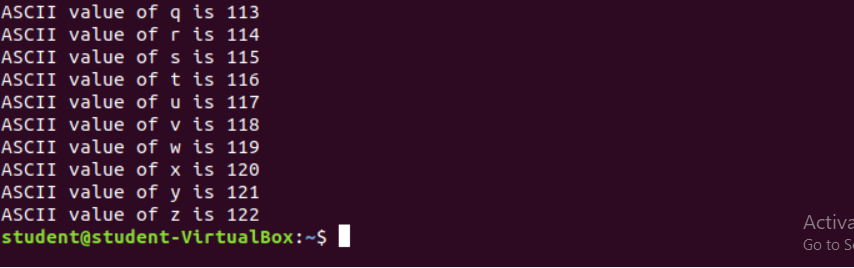 ASCII value of q is 113
ASCII value of r is 114
ASCII value of s is 115
ASCII value of t is 116
ASCII value of u is 117
ASCII value of v is 118
ASCII value of w is 119
ASCII value of x is 120
ASCII value of y is 121
ASCII value of z is 122
student@student-VirtualBox:~$
Activa
Go to S